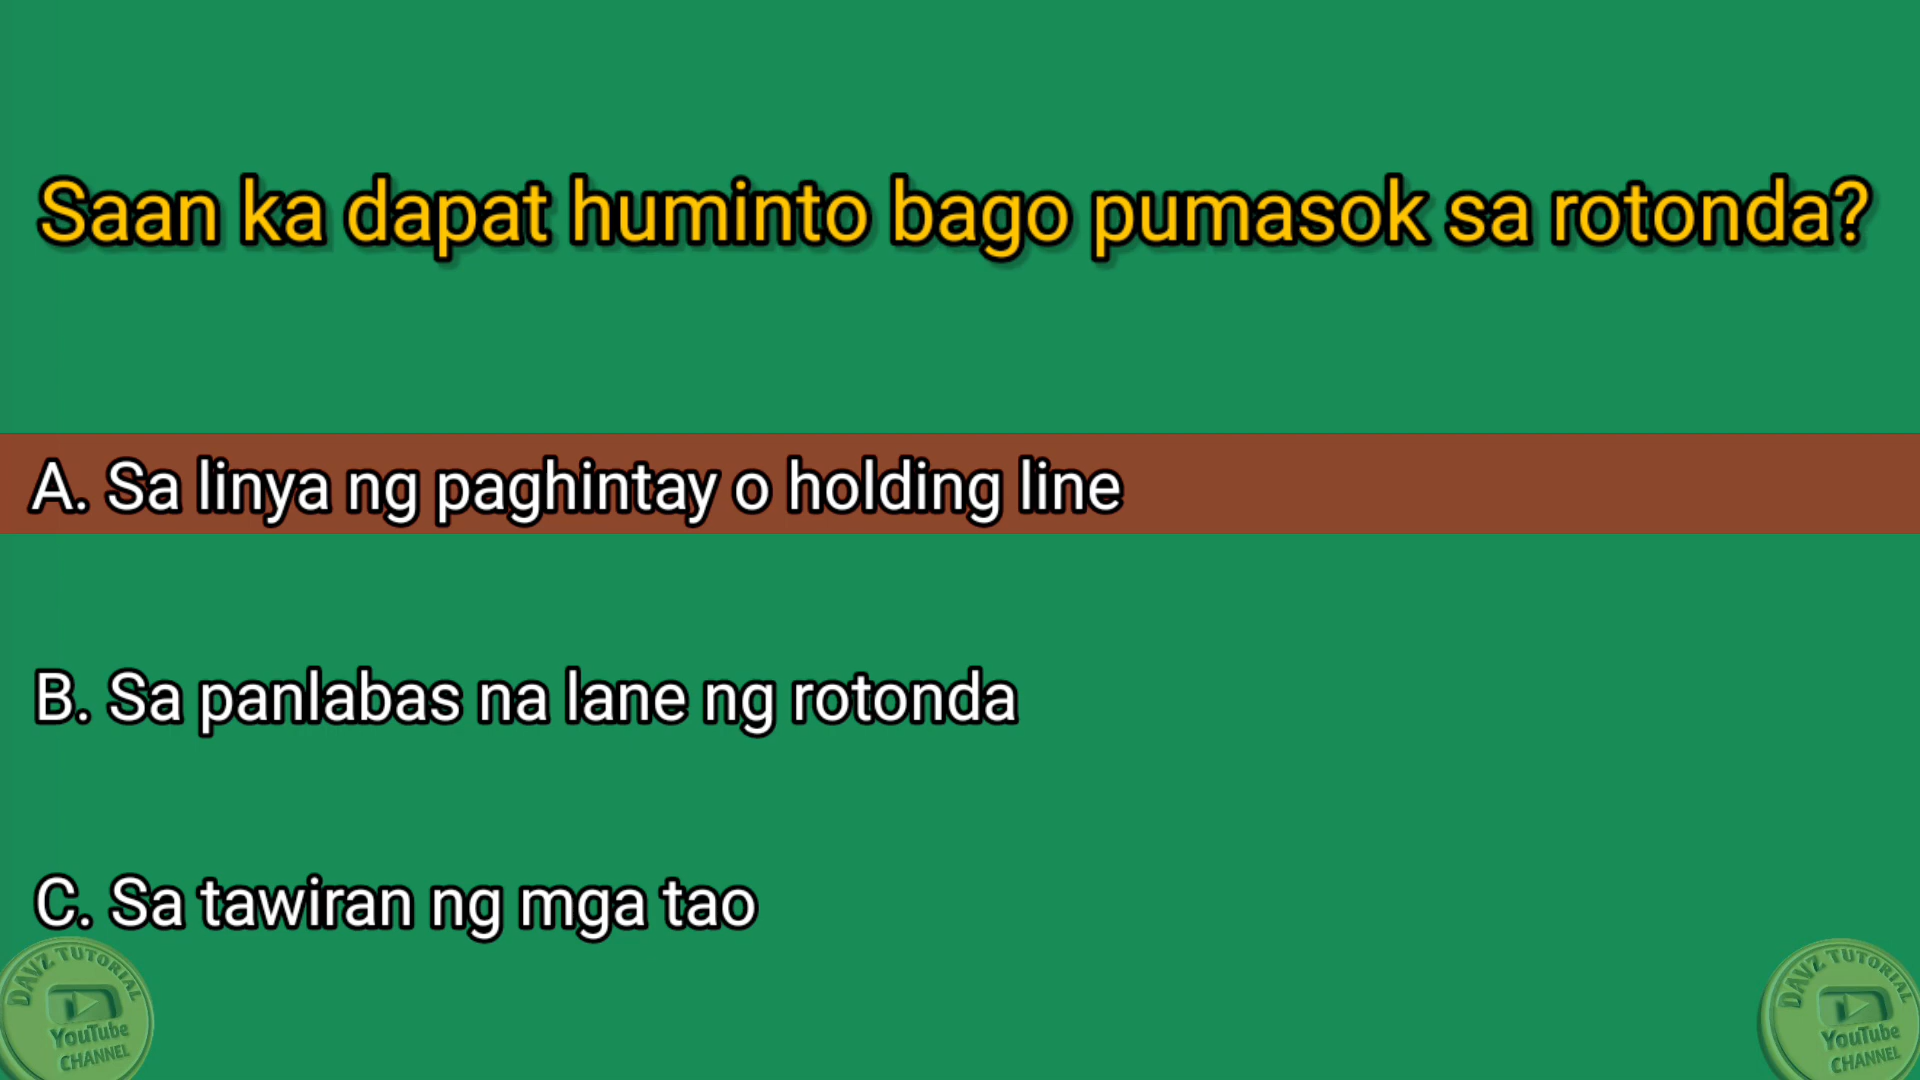 Saan ka dapat huminto bago pumasok sa rotonda?
A. Sa linya ng paghintay o holding line
B. Sa panlabas na lane ng rotonda
C. Sa tawiran ng mga tao
DAVZ TUTORIAL
YouTube
CHANNEL
DAVZ TUTORIAL
YouTube
CHANNEL